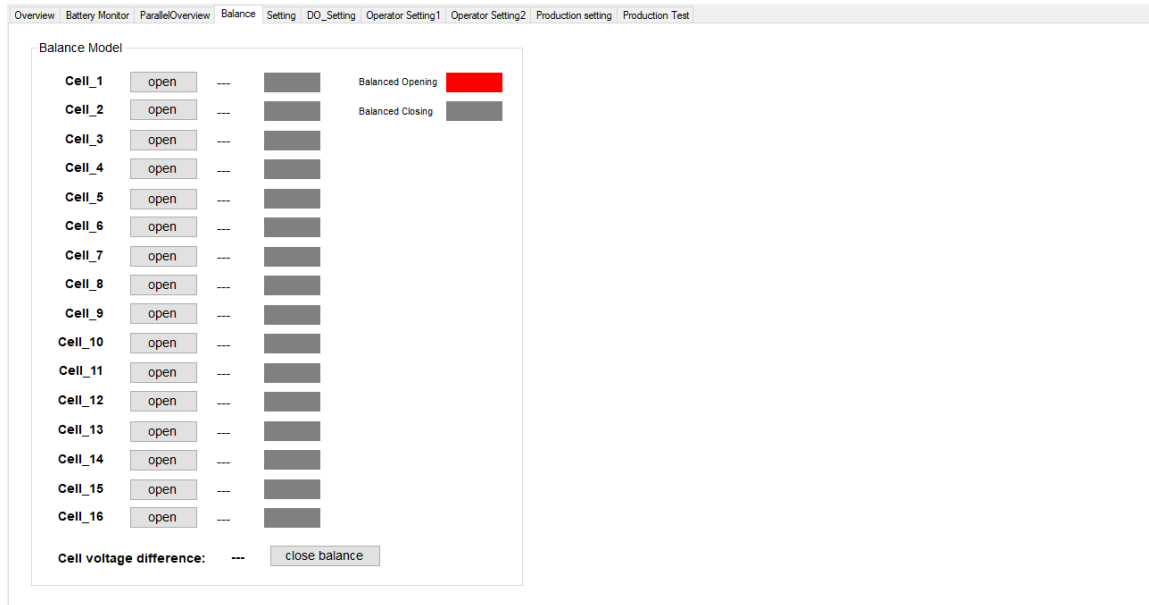 Overview Battery Monitor ParallelOverview Balance Setting DO_Setting Operator Setting1 Operator Setting2 Production setting Production Test
Balance Model
Cell_1 open --- Balanced Opening
Cell_2 open --- Balanced Closing
Cell_3 open ---
Cell_4 open ---
Cell_5 open ---
Cell_6 open ---
Cell_7 open ---
Cell_8 open ---
Cell_9 open ---
Cell_10 open ---
Cell_11 open ---
Cell_12 open ---
Cell_13 open ---
Cell_14 open ---
Cell_15 open ---
Cell_16 open ---
Cell voltage difference: --- close balance